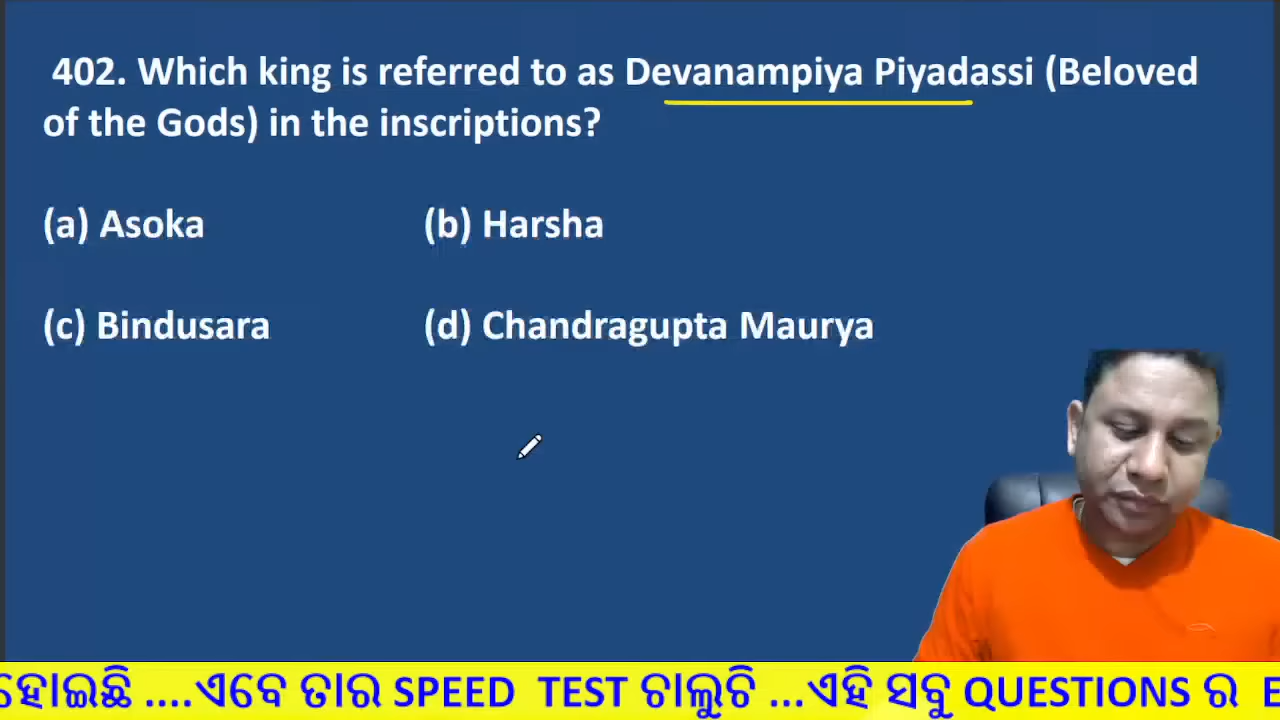 402. Which king is referred to as Devanampiya Piyadassi (Beloved
of the Gods) in the inscriptions?
(a) Asoka (b) Harsha
(c) Bindusara (d) Chandragupta Maurya
ହୋଇଛି ....ଏବେ ତାର SPEED TEST ଚାଲୁଚି ...ଏହି ସବୁ QUESTIONS ର E